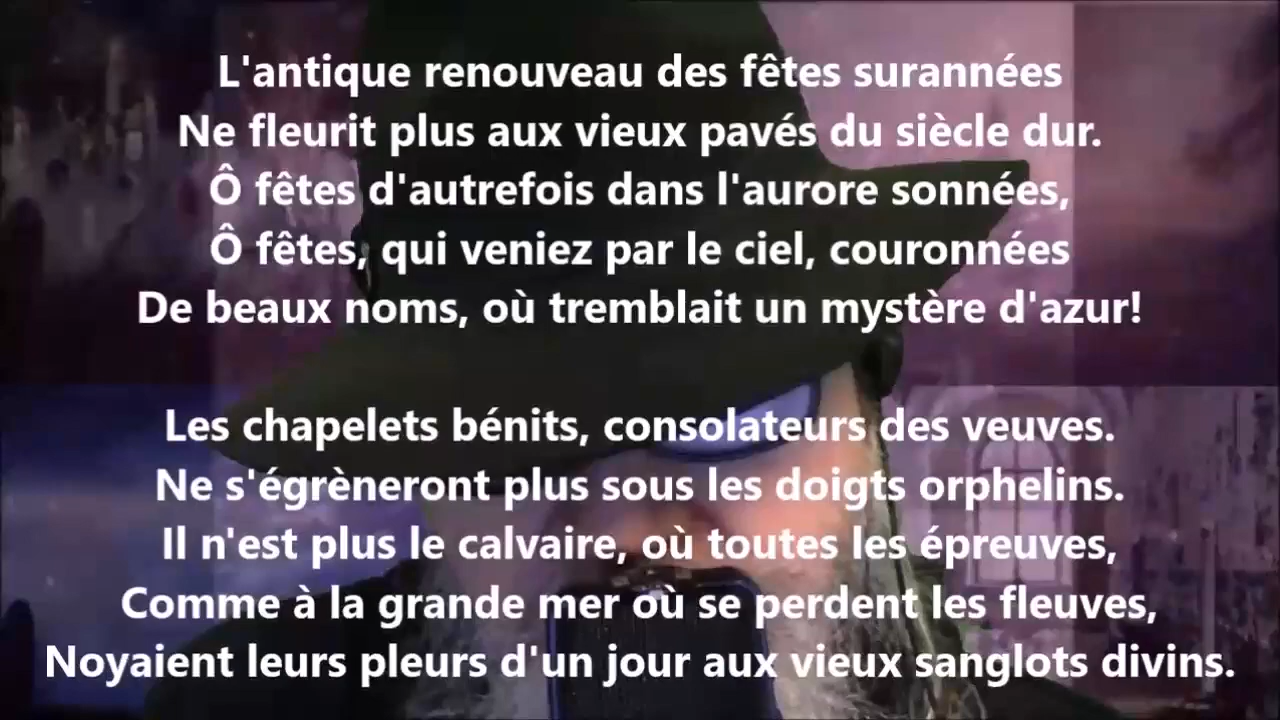 L'antique renouveau des fêtes surannées
Ne fleurit plus aux vieux pavés du siècle dur.
Ô fêtes d'autrefois dans l'aurore sonnées,
Ô fêtes, qui veniez par le ciel, couronnées
De beaux noms, où tremblait un mystère d'azur!
Les chapelets bénits, consolateurs des veuves.
Ne s'égrèneront plus sous les doigts orphelins.
Il n'est plus le calvaire, où toutes les épreuves,
Comme à la grande mer où se perdent les fleuves,
Noyaient leurs pleurs d'un jour aux vieux sanglots divins.